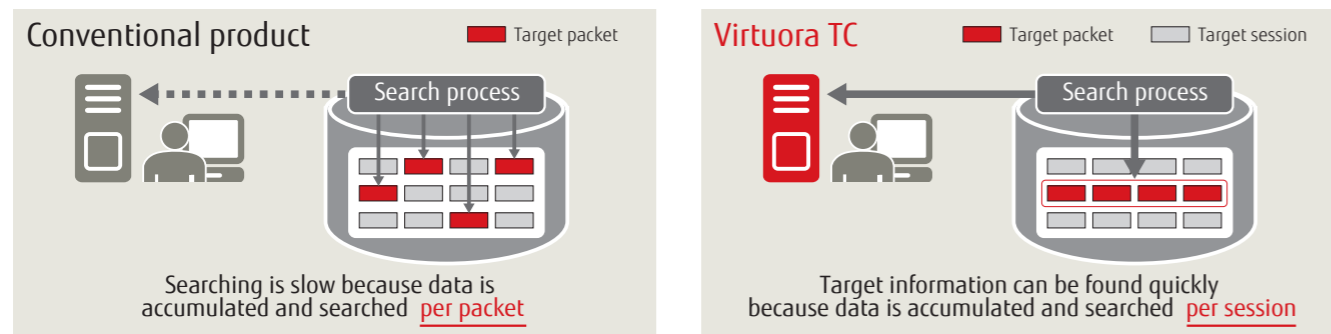 Conventional product
Target packet
Search process
Searching is slow because data is
accumulated and searched per packet
Virtuora TC
Target packet
Target session
Search process
Target information can be found quickly
because data is accumulated and searched per session